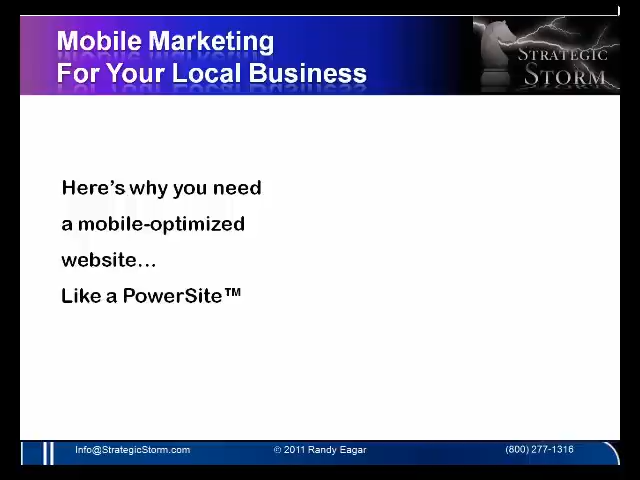 Mobile Marketing
For Your Local Business
STRATEGIC
STORM
Here's why you need
a mobile-optimized
website...
Like a PowerSite™
Info@StrategicStorm.com
© 2011 Randy Eagar
(800) 277-1316